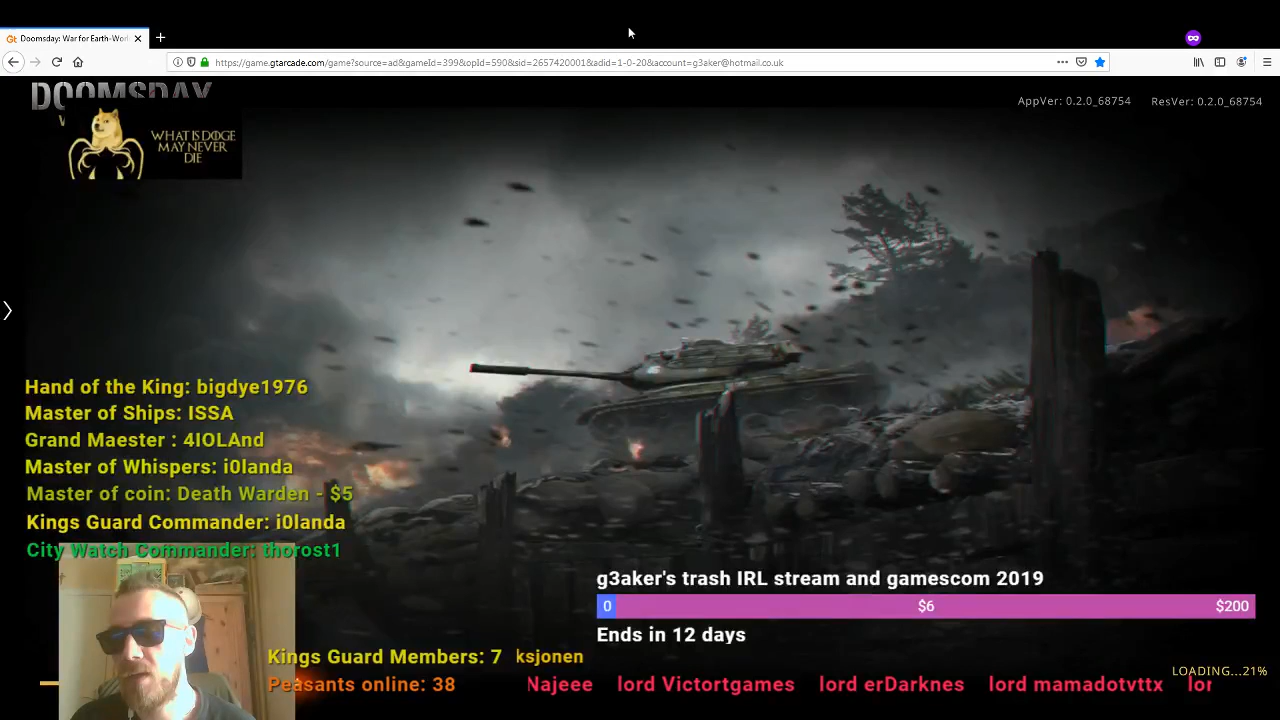 Doomsday: War for Earth-Worl
https://game.gtarcade.com/game?source=ad&gameId=399&opId=590&sid=2657420001&adid=1-0-20&account=g3aker@hotmail.co.uk
DOOMSDAY
AppVer: 0.2.0_68754 ResVer: 0.2.0_68754
WHAT IS DOGE
MAY NEVER
DIE
Hand of the King: bigdye1976
Master of Ships: ISSA
Grand Maester : 4IOLAnd
Master of Whispers: i0landa
Master of coin: Death Warden - $5
Kings Guard Commander: i0landa
City Watch Commander: thorost1
g3aker's trash IRL stream and gamescom 2019
0 $6 $200
Ends in 12 days
Kings Guard Members: 7 ksjonen
LOADING...21%
Peasants online: 38 Najeee lord Victortgames lord erDarknes lord mamadotvttx lor